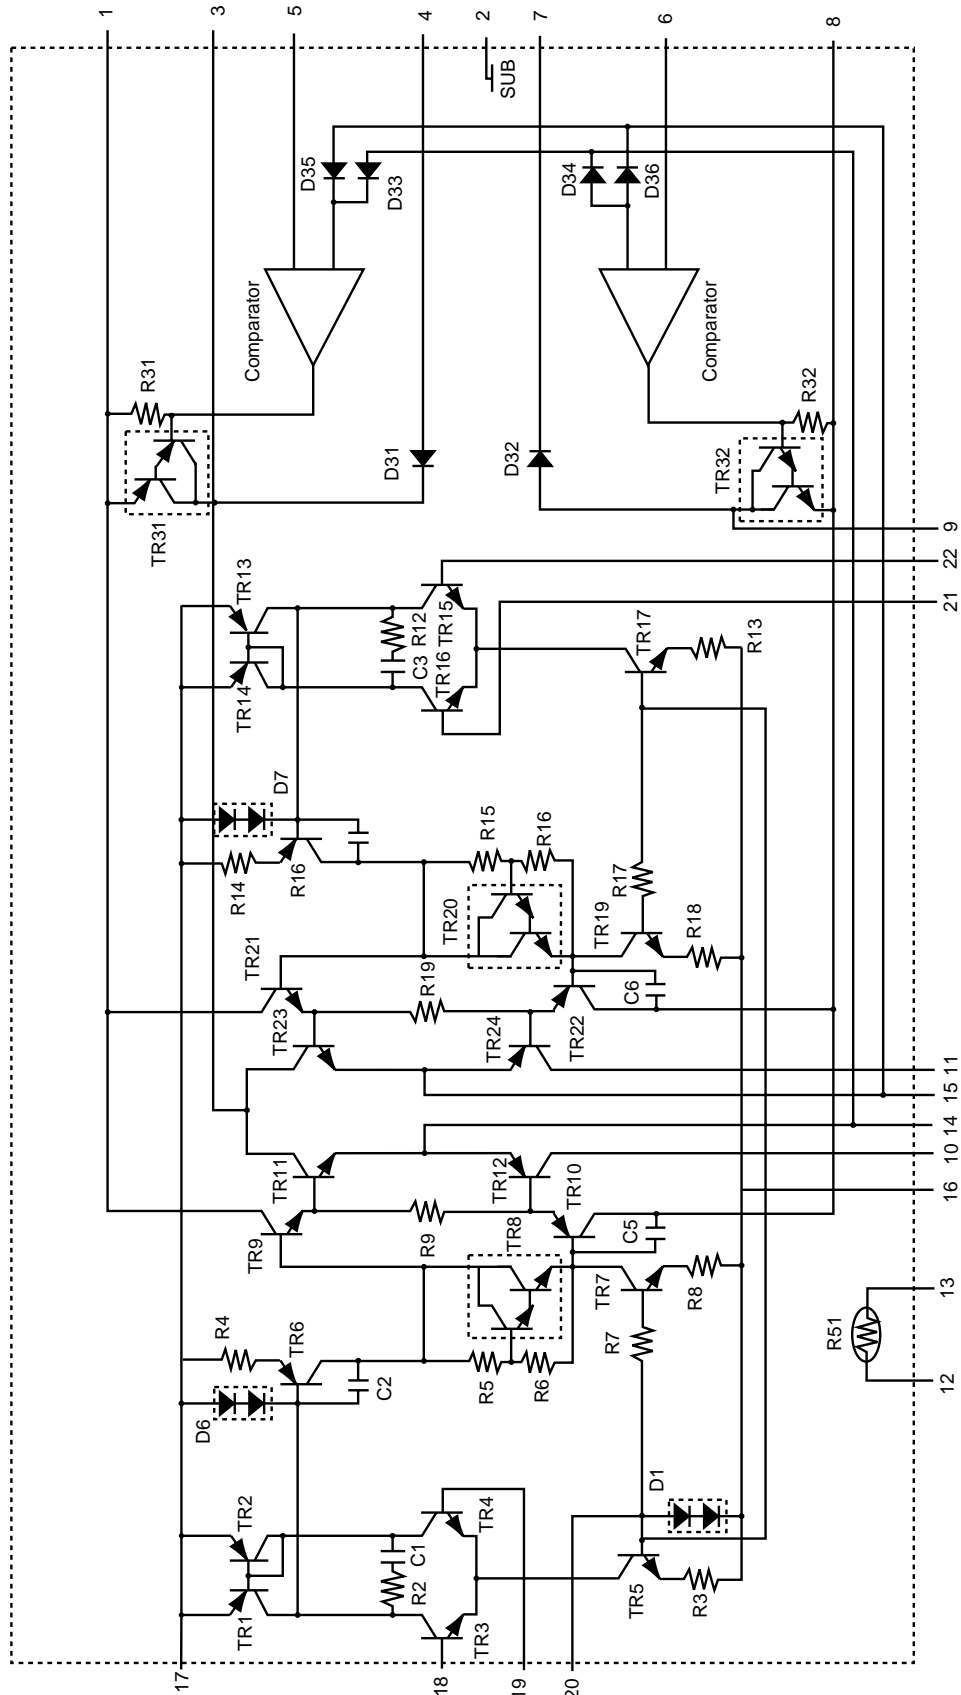 1
3
5
4
2
7
6
8
SUB
D35
D33
D34
D36
Comparator
Comparator
R31
R32
TR31
D31
D32
TR32
9
22
21
TR13
TR14
R12
C3
TR15
TR16
TR17
R13
D7
R14
R16
R15
R16
R17
TR20
TR19
R18
TR21
TR23
R19
TR24
TR22
C6
11
15
14
10
16
TR11
TR12
TR9
R9
TR10
TR8
C5
TR7
R8
R7
R4
TR6
D6
C2
R5
R6
R51
13
12
TR2
TR1
C1
R2
TR4
TR3
D1
TR5
R3
17
18
19
20